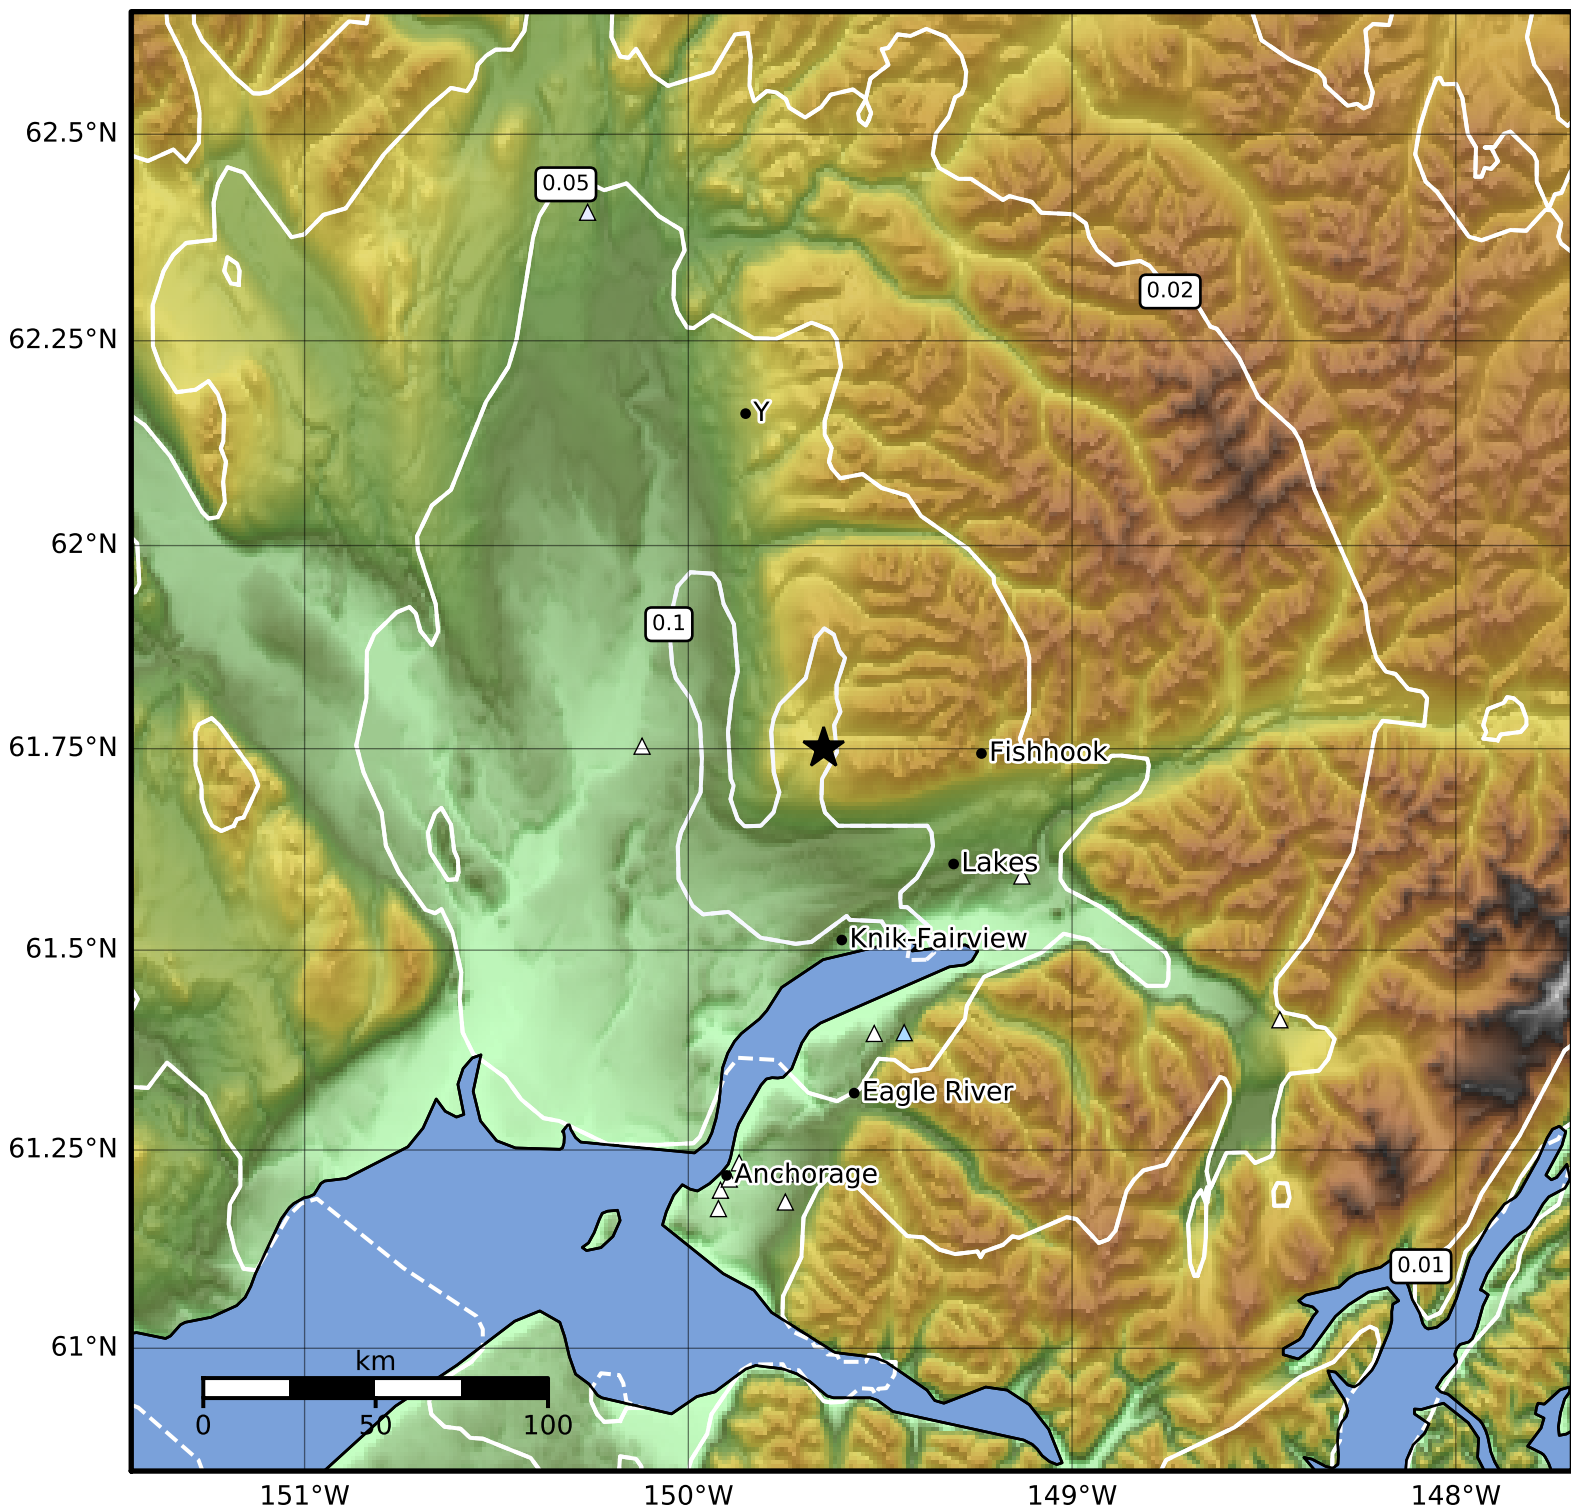 62.5°N
0.05
0.02
62.25°N
Y
62°N
0.1
61.75°N
Fishhook
Lakes
61.5°N
Knik-Fairview
Eagle River
61.25°N
Anchorage
0.01
61°N
km
0 50 100
151°W 150°W 149°W 148°W